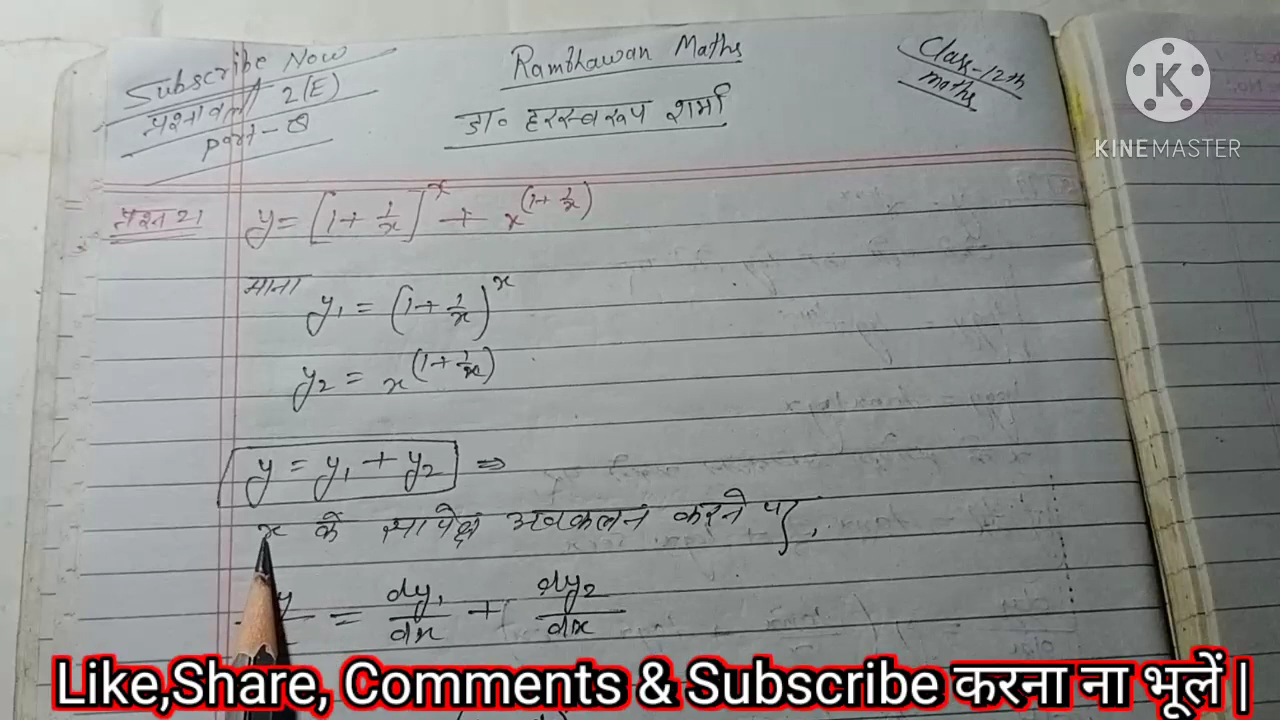 Subscribe Now
प्रश्नावली 2(E)
Part-8
Rambhawan Maths
डा० हरस्वरूप शर्मा
Class-12th
maths
KINEMASTER
प्रश्न 21 y = [1 + 1/x]^x + x^(1 + 1/x)
माना
y₁ = (1 + 1/x)^x
y₂ = x^(1 + 1/x)
y = y₁ + y₂ ⇒
x के सापेक्ष अवकलन करने पर,
= dy₁/dx + dy₂/dx
Like,Share, Comments & Subscribe करना ना भूलें |